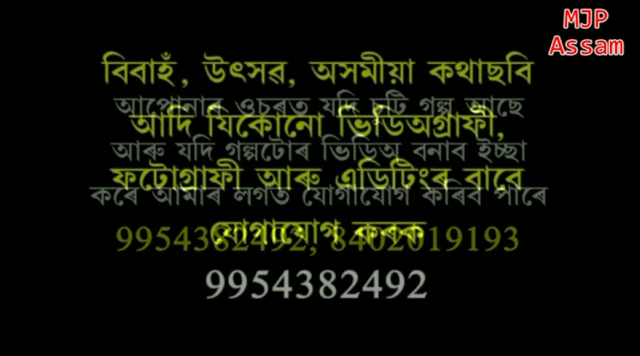 MJP
Assam
বিবাহঁ, উৎসৱ, অসমীয়া কথাছবি
আপোনাৰ ওচৰত যদি চুটি গল্প আছে
আদি যিকোনো ভিডিঅগ্ৰাফী,
আৰু যদি গল্পটোৰ ভিডিঅ বনাব ইচ্ছা
ফটোগ্ৰাফী আৰু এডিটিংৰ বাবে
কৰে আমাৰ লগত যোগাযোগ কৰিব পাৰে
যোগাযোগ কৰক
9954382492, 8402019193
9954382492